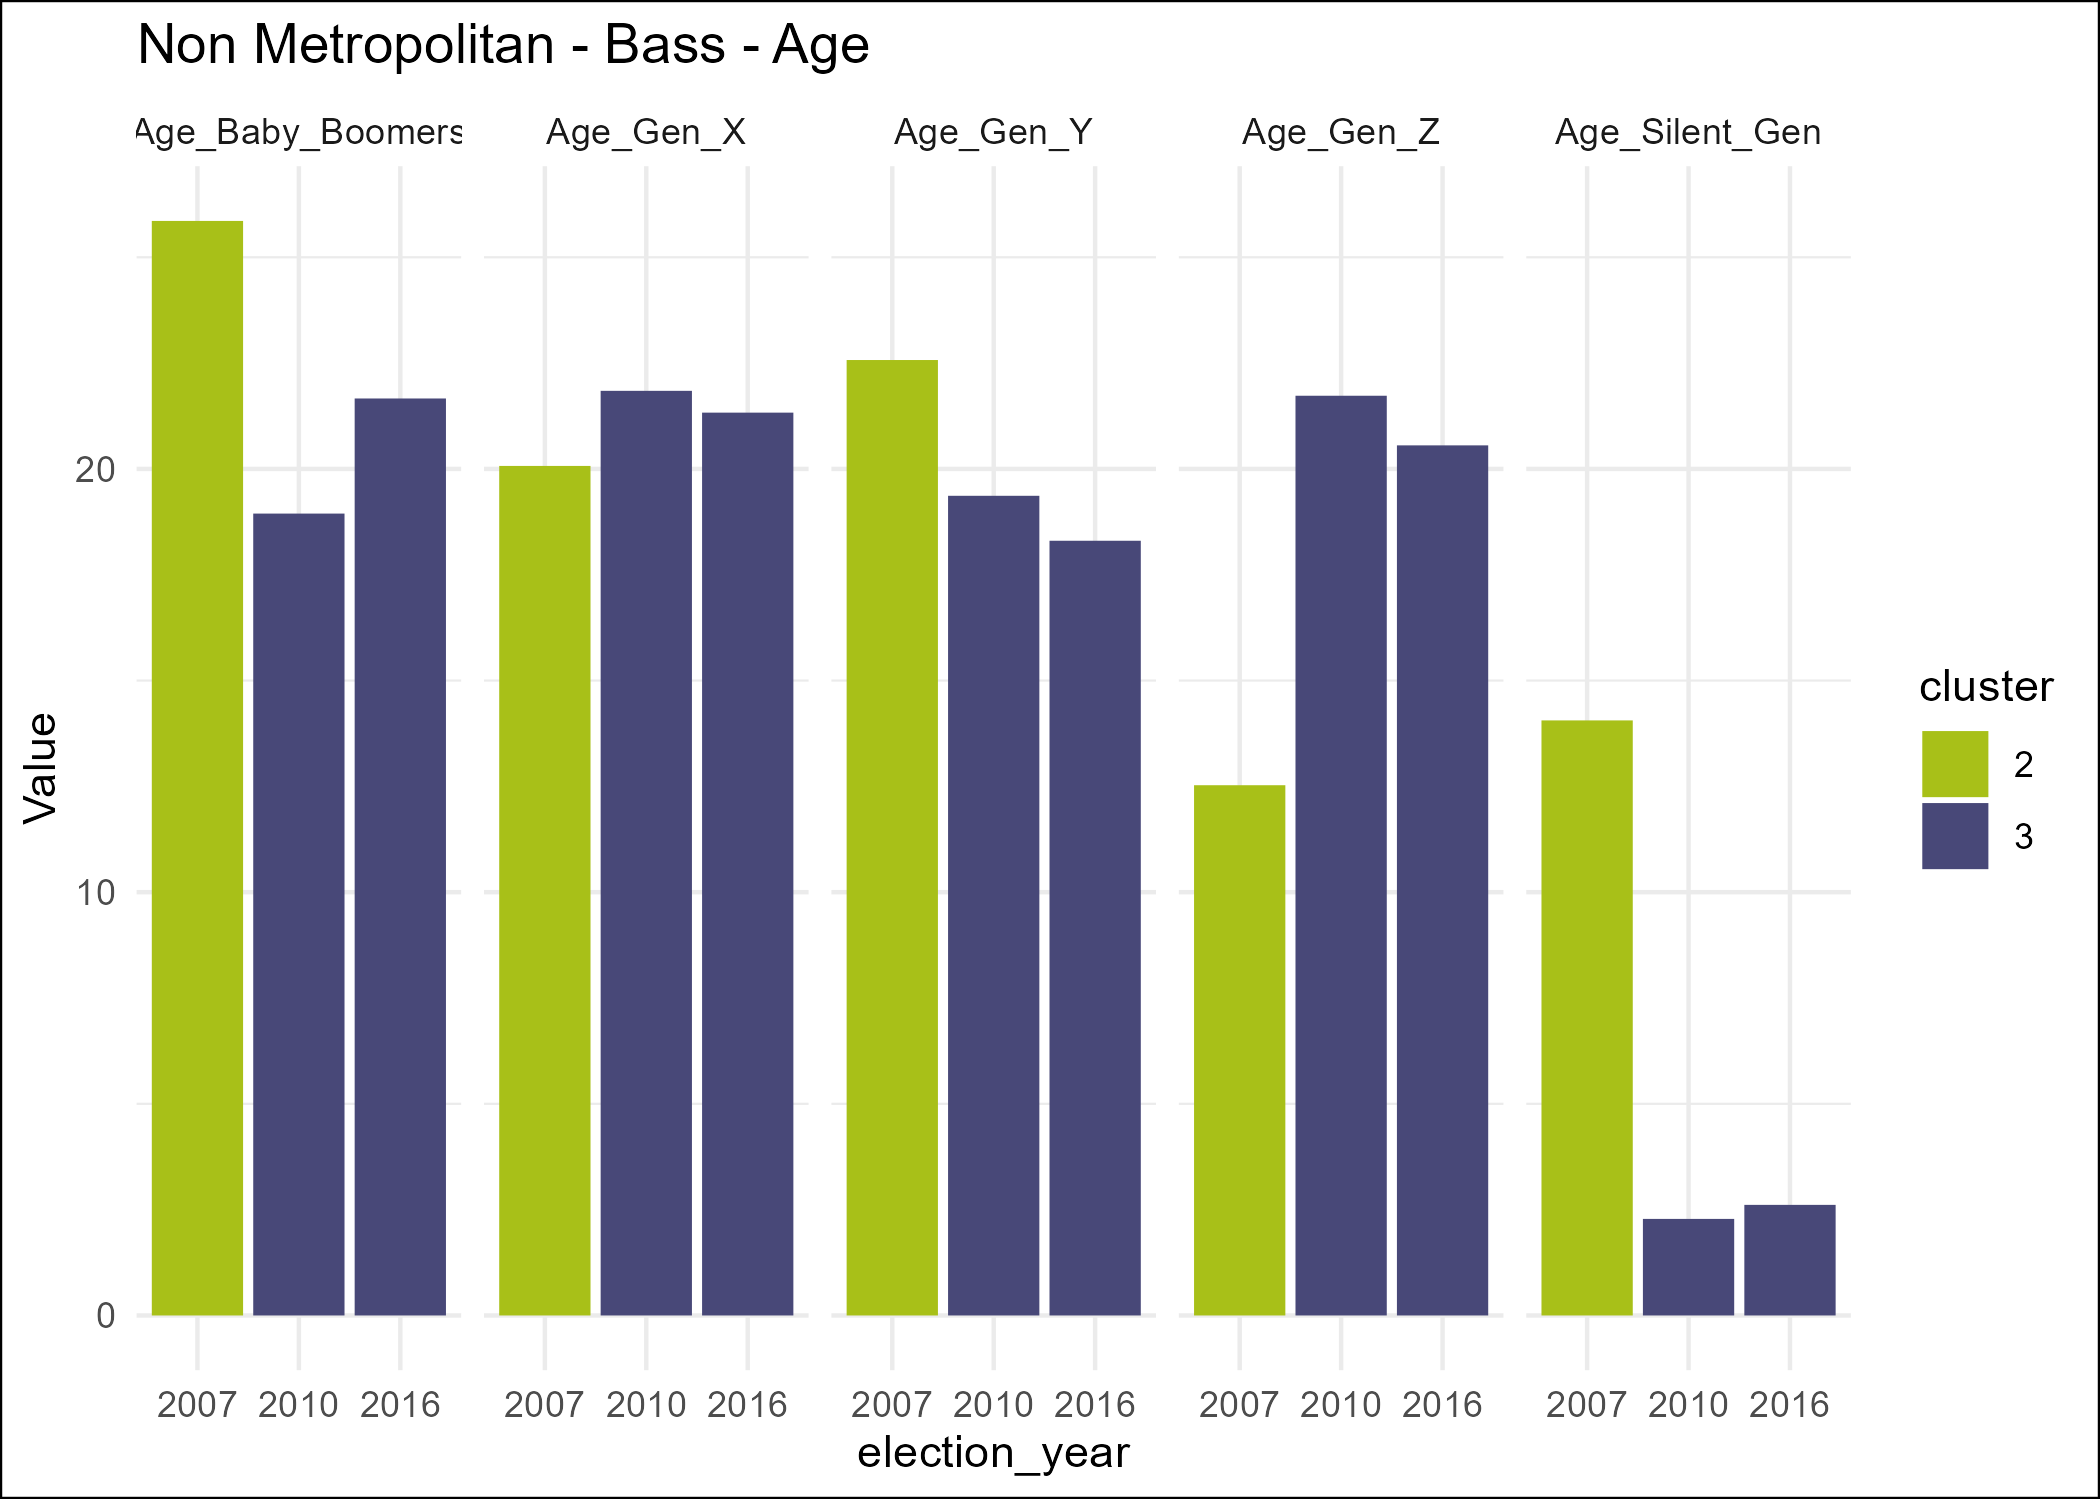 Non Metropolitan - Bass - Age
Age_Baby_Boomers Age_Gen_X Age_Gen_Y Age_Gen_Z Age_Silent_Gen
20
10
0
Value
2007 2010 2016 2007 2010 2016 2007 2010 2016 2007 2010 2016 2007 2010 2016
election_year
cluster
2
3